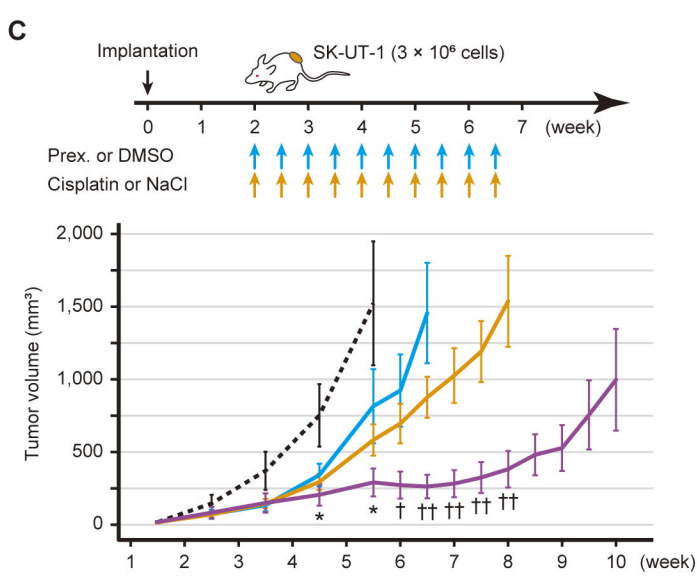 C
Implantation
SK-UT-1 (3 × 10⁶ cells)
0 1 2 3 4 5 6 7 (week)
Prex. or DMSO
Cisplatin or NaCl
2,000
1,500
1,000
500
0
Tumor volume (mm³)
* * † †† †† †† ††
1 2 3 4 5 6 7 8 9 10 (week)